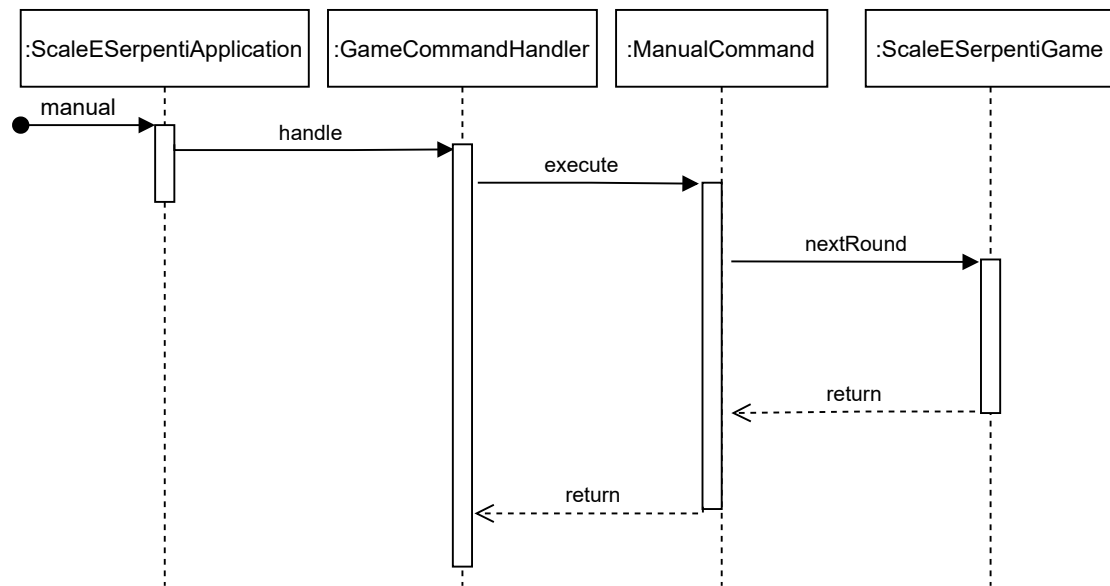 :ScaleESerpentiApplication
:GameCommandHandler
:ManualCommand
:ScaleESerpentiGame
manual
handle
execute
nextRound
return
return